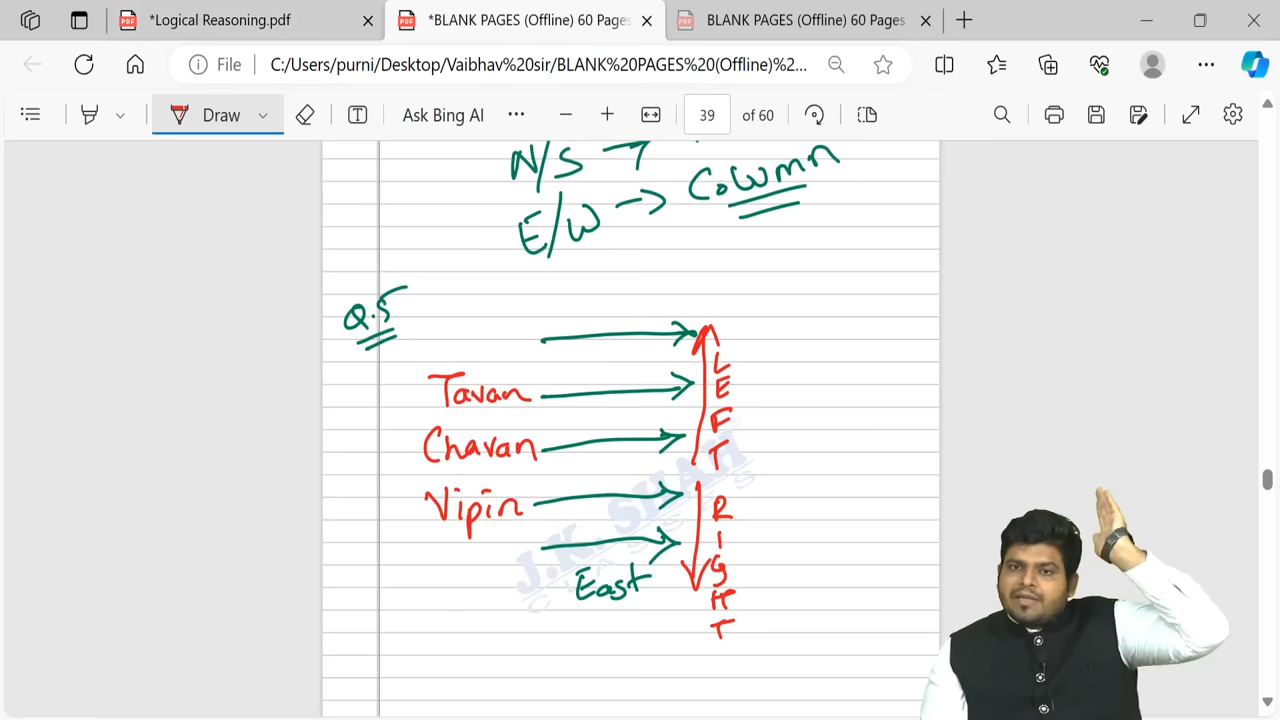 *Logical Reasoning.pdf
*BLANK PAGES (Offline) 60 Pages
BLANK PAGES (Offline) 60 Pages
File
C:/Users/purni/Desktop/Vaibhav%20sir/BLANK%20PAGES%20(Offline)%2...
Draw
Ask Bing AI
39
of 60
N/S →
E/W → Column
Q.5
Tavan
Chavan
Vipin
East
LEFT
RIGHT
J.K. SHAH
CLASSES